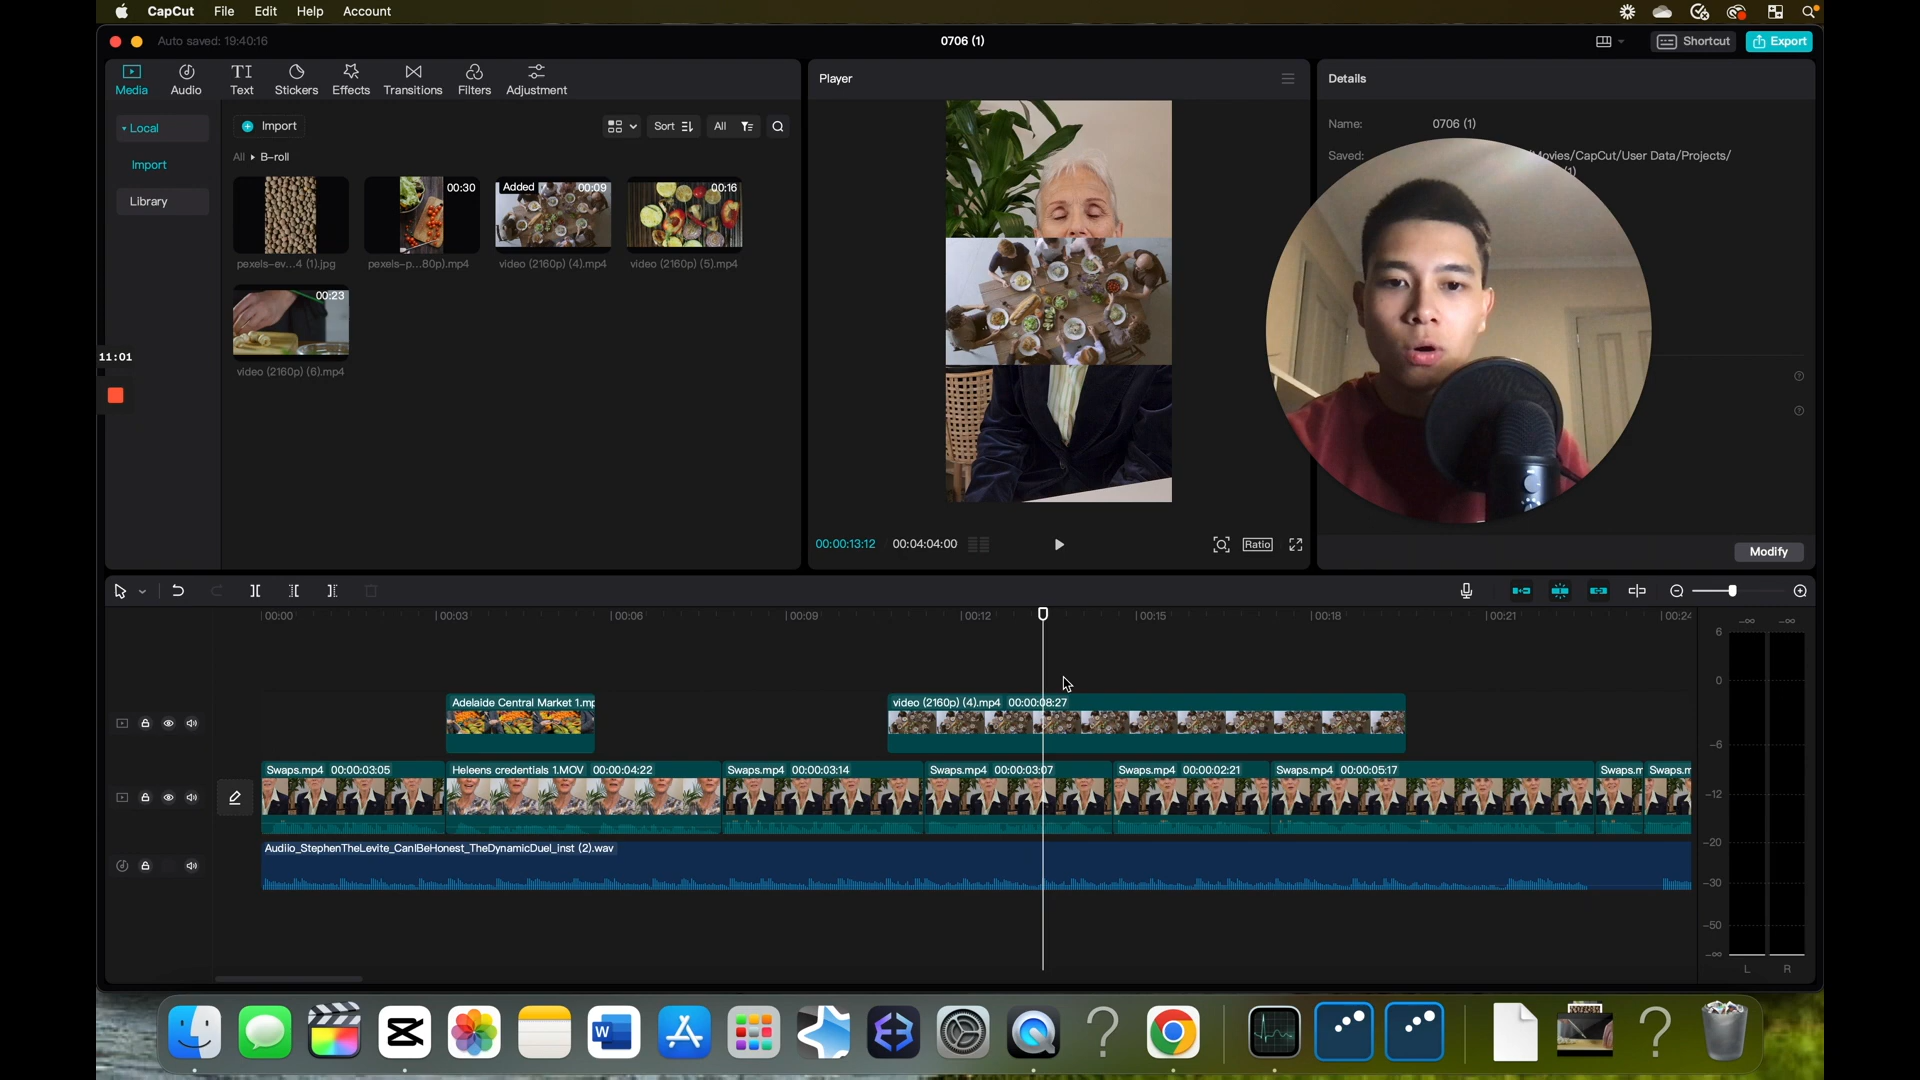 CapCut File Edit Help Account
Auto saved: 19:40:16
0706 (1)
Shortcut
Export
Media
Audio
TI
Text
Stickers
Effects
Transitions
Filters
Adjustment
Player
Details
Local
Import
Library
Import
Sort
All
All B-roll
00:30
Added 00:09
00:16
pexels-ev...4 (1).jpg
pexels-p...80p).mp4
video (2160p) (4).mp4
video (2160p) (5).mp4
00:23
video (2160p) (6).mp4
11:01
Name: 0706 (1)
Saved: /Movies/CapCut/User Data/Projects/
(1)
00:00:13:12 00:04:04:00
Ratio
Modify
00:00 00:03 00:06 00:09 00:12 00:15 00:18 00:21 00:24
Adelaide Central Market 1.mp
video (2160p) (4).mp4 00:00:08:27
Swaps.mp4 00:00:03:05
Heleens credentials 1.MOV 00:00:04:22
Swaps.mp4 00:00:03:14
Swaps.mp4 00:00:03:07
Swaps.mp4 00:00:02:21
Swaps.mp4 00:00:05:17
Swaps.m
Swaps.m
Audiio_StephenTheLevite_CanIBeHonest_TheDynamicDuel_Inst (2).wav
-∞ -∞
6
0
-6
-12
-20
-30
-50
-∞
L R
W